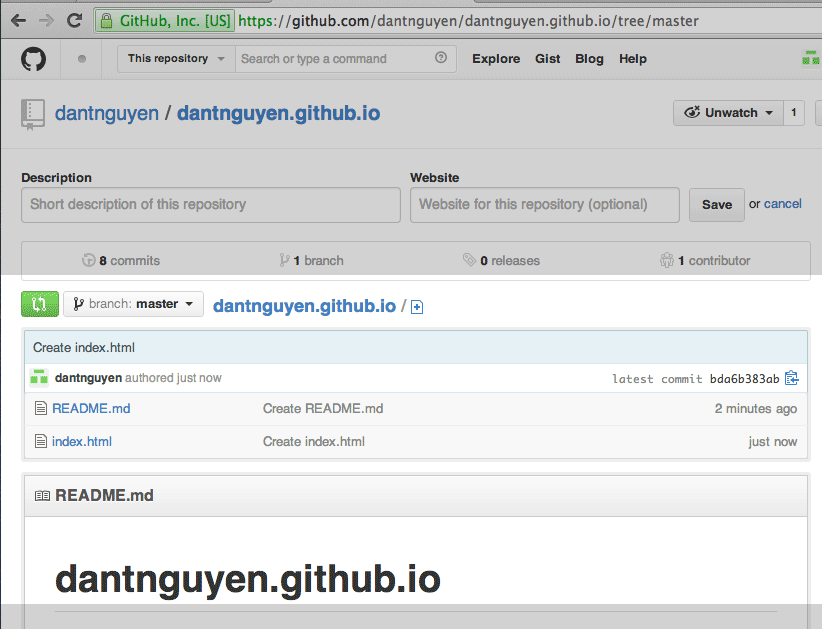 GitHub, Inc. [US] https://github.com/dantnguyen/dantnguyen.github.io/tree/master
This repository Search or type a command Explore Gist Blog Help
dantnguyen / dantnguyen.github.io Unwatch 1
Description Website
Short description of this repository Website for this repository (optional) Save or cancel
8 commits 1 branch 0 releases 1 contributor
branch: master dantnguyen.github.io /
Create index.html
dantnguyen authored just now latest commit bda6b383ab
README.md Create README.md 2 minutes ago
index.html Create index.html just now
README.md
dantnguyen.github.io